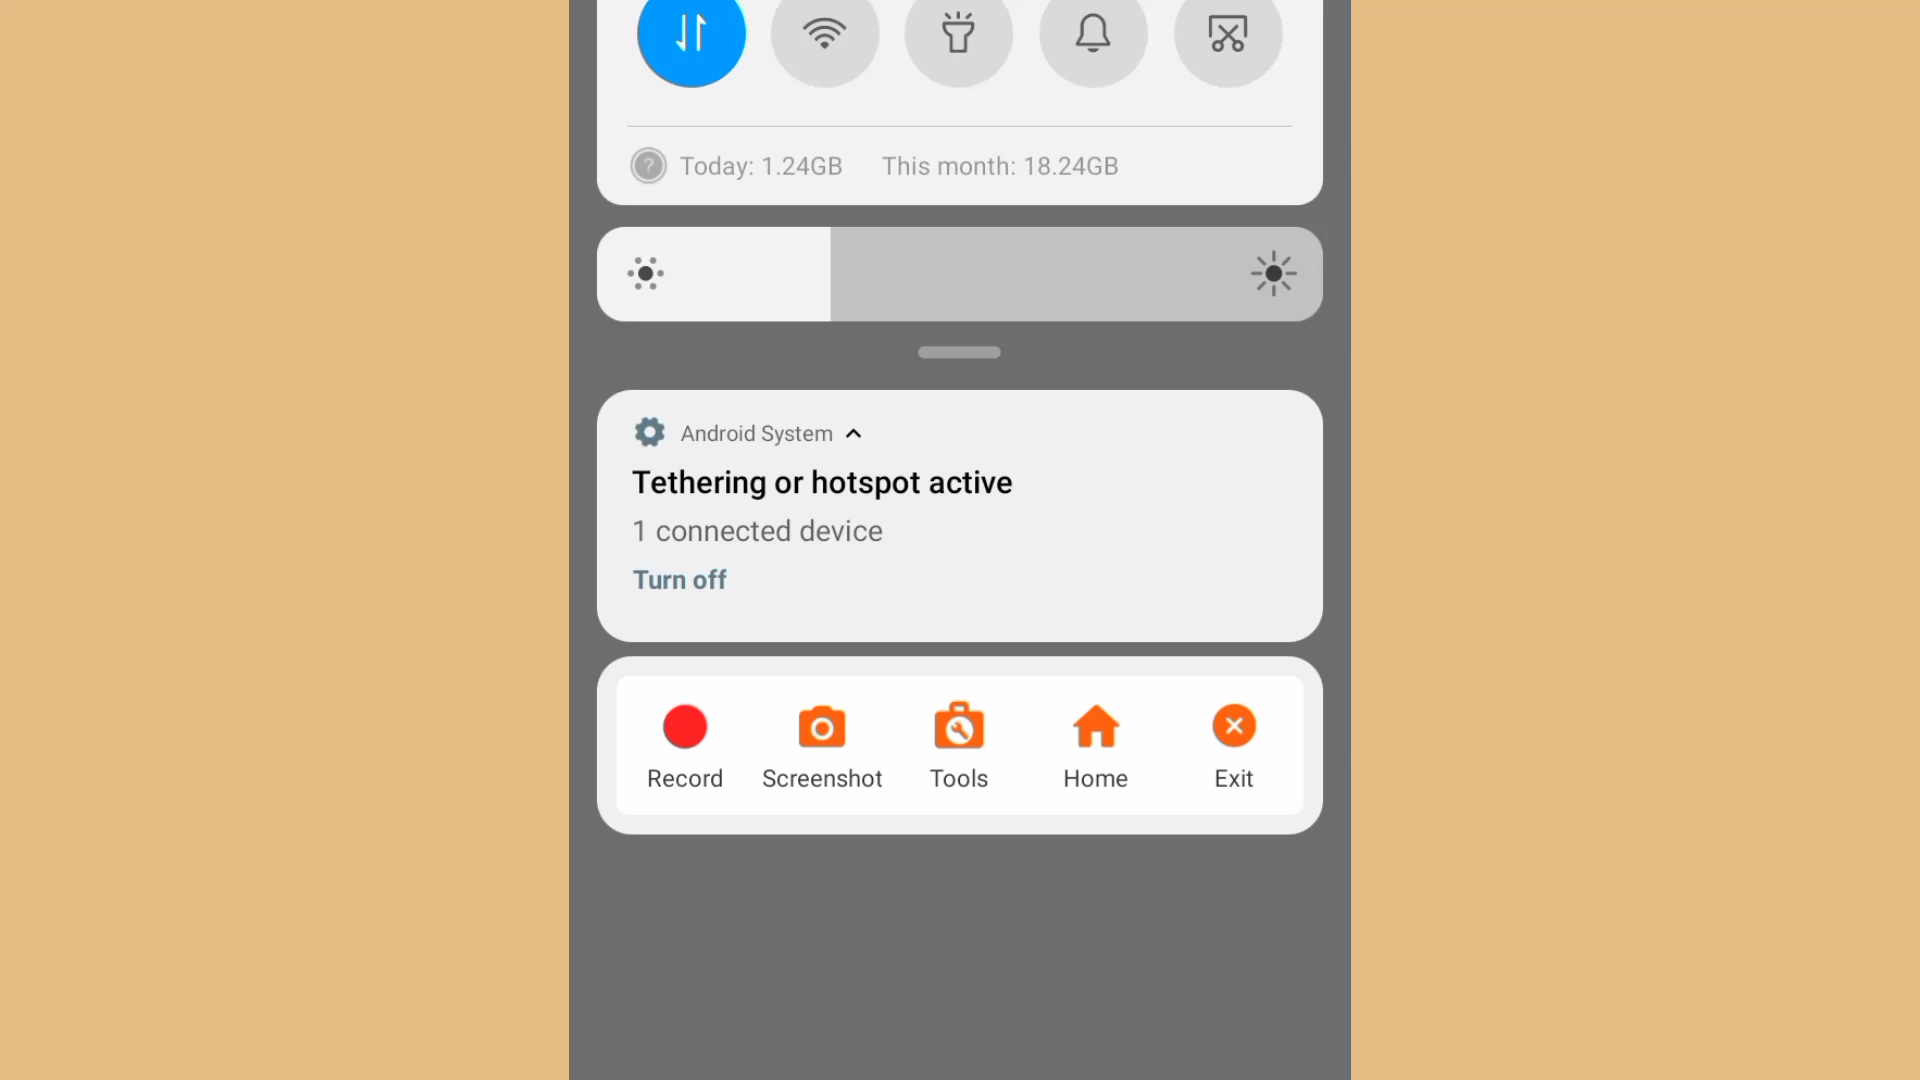 Today: 1.24GB This month: 18.24GB
Android System
Tethering or hotspot active
1 connected device
Turn off
Record Screenshot Tools Home Exit